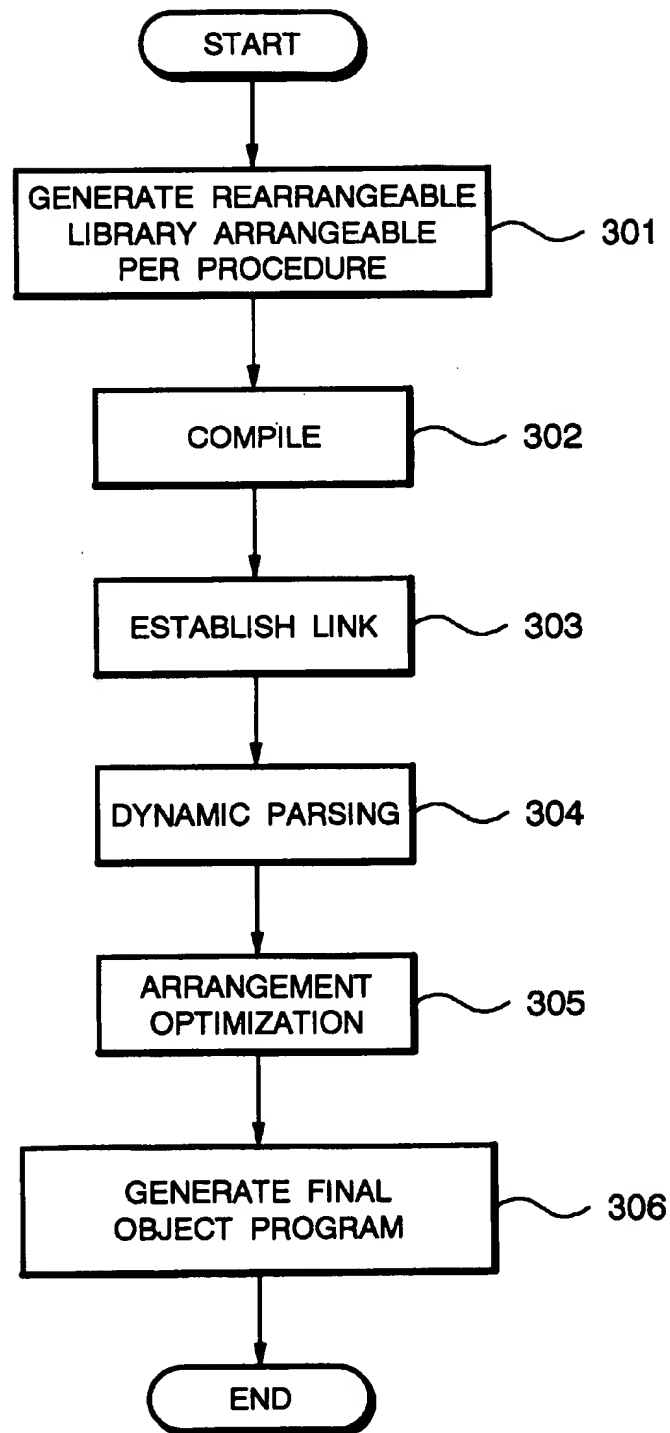 START
GENERATE REARRANGEABLE
LIBRARY ARRANGEABLE
PER PROCEDURE
301
COMPILE
302
ESTABLISH LINK
303
DYNAMIC PARSING
304
ARRANGEMENT
OPTIMIZATION
305
GENERATE FINAL
OBJECT PROGRAM
306
END